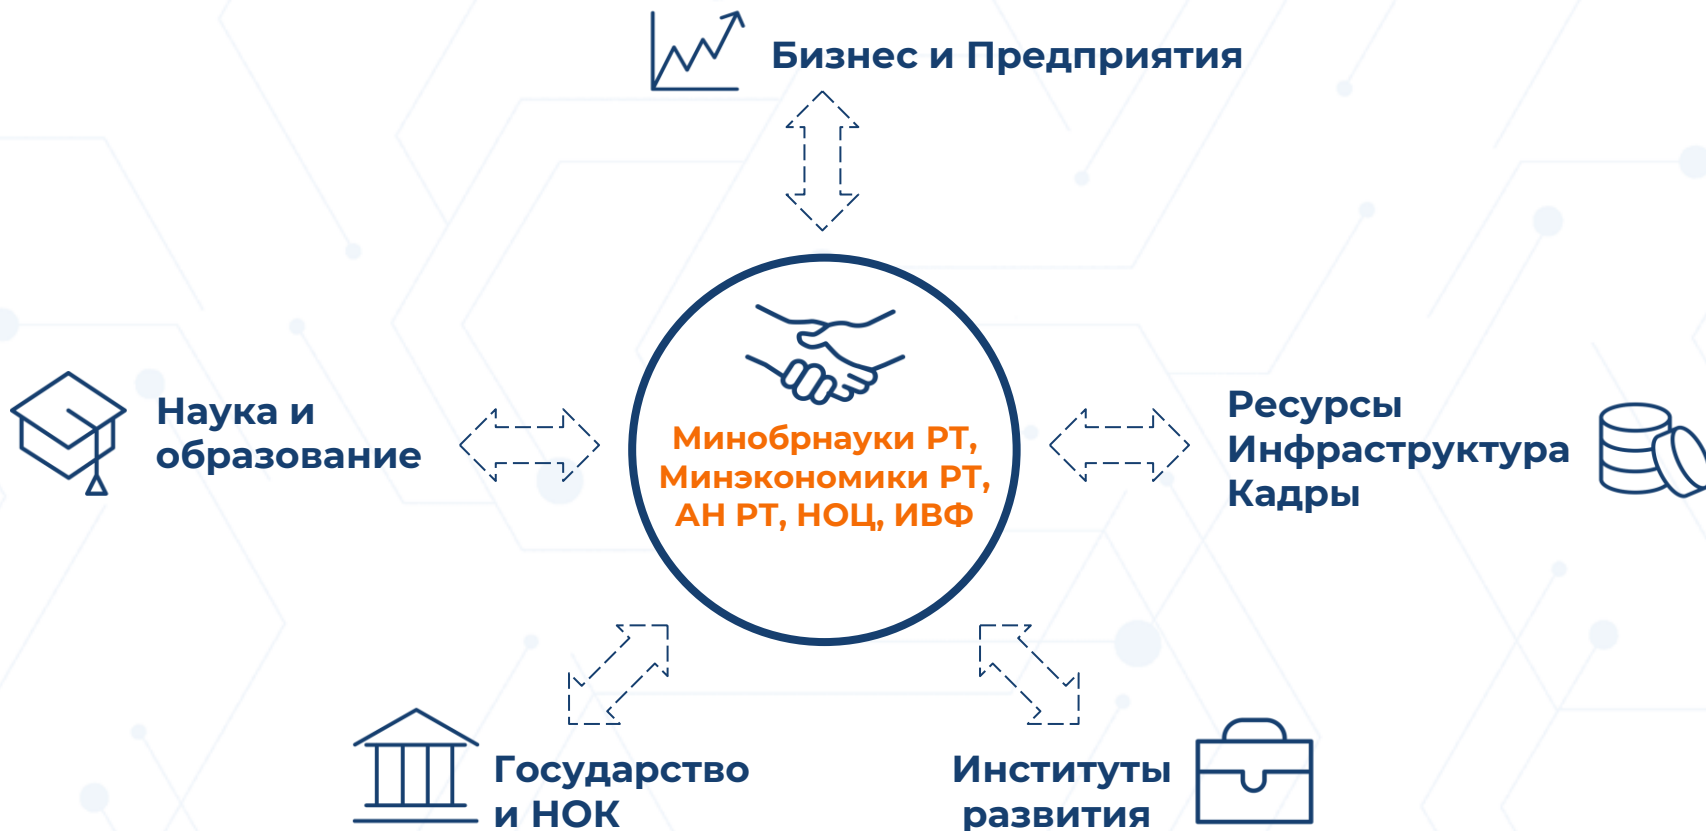 Бизнес и Предприятия
Наука и
образование
Минобрнауки РТ,
Минэкономики РТ,
АН РТ, НОЦ, ИВФ
Ресурсы
Инфраструктура
Кадры
Государство
и НОК
Институты
развития